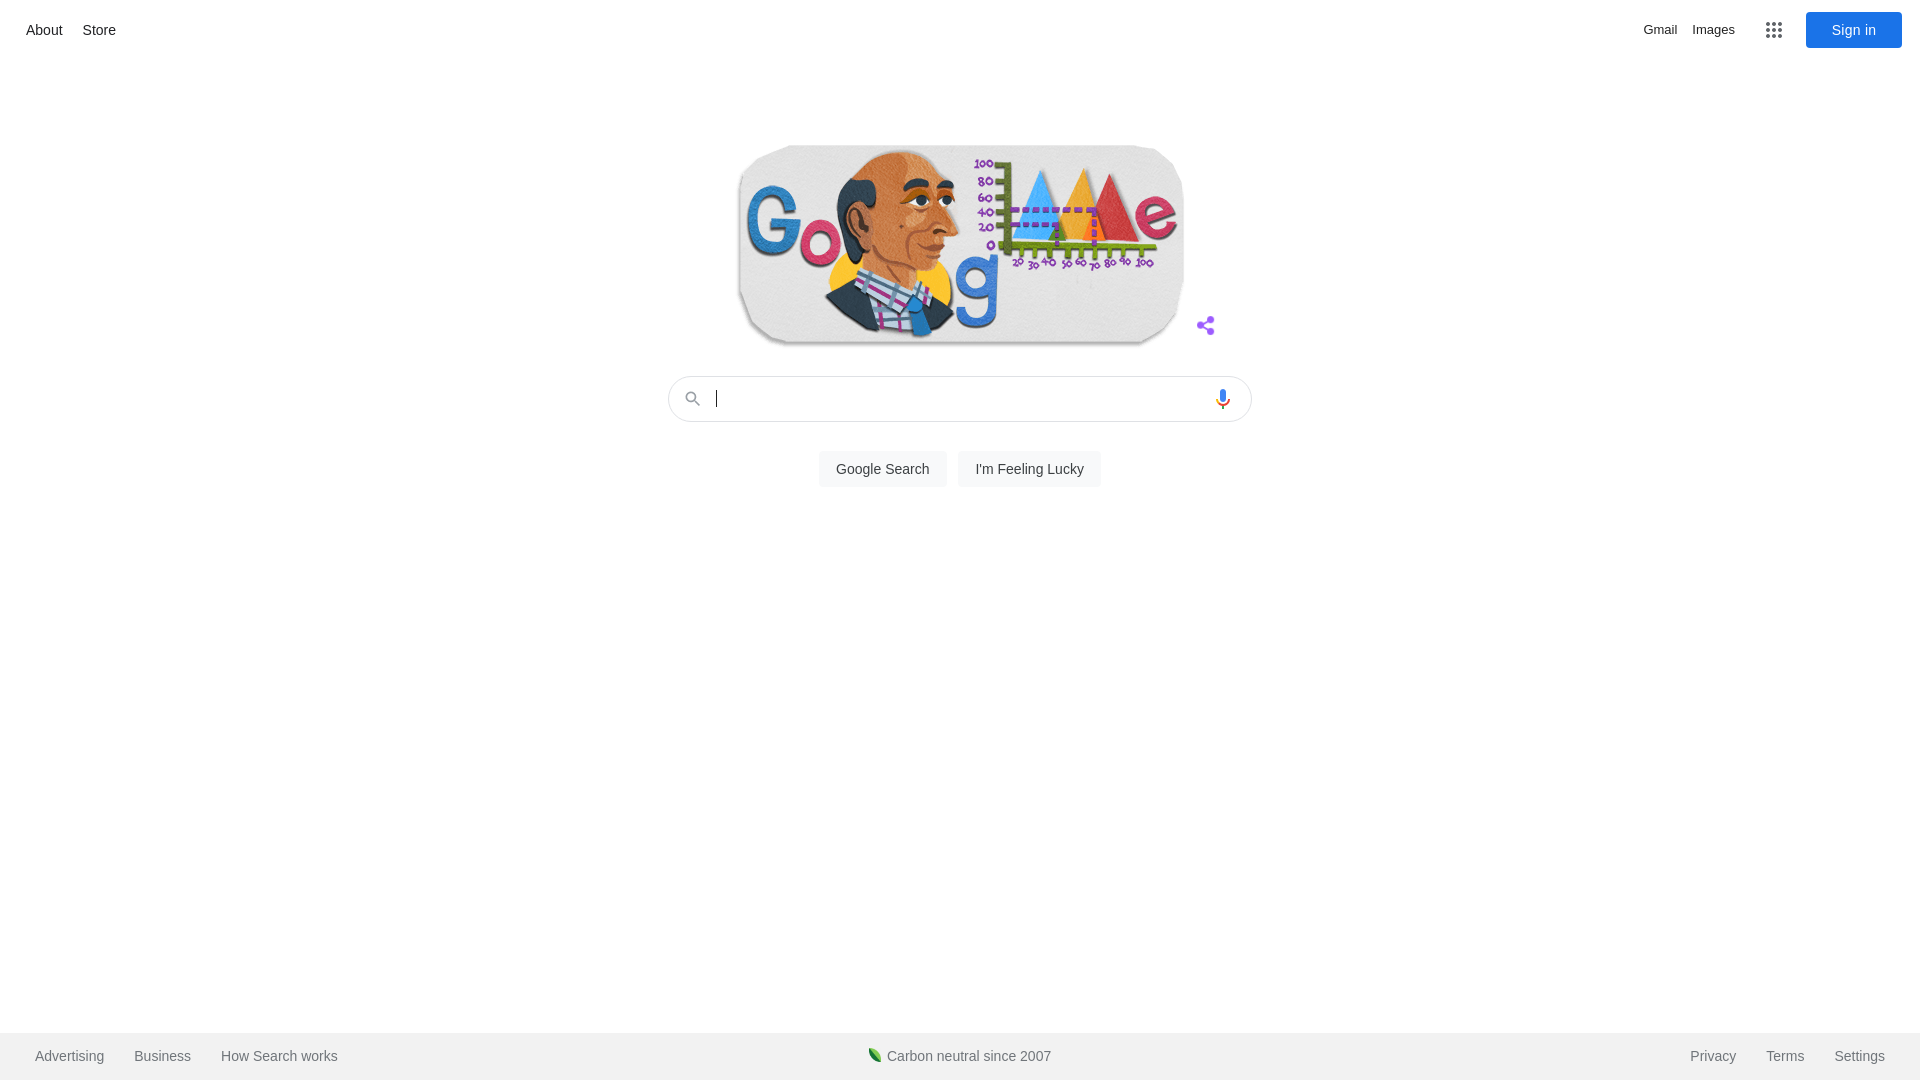 About Store
Gmail Images Sign in
Go g e
100
80
60
40
20
0
20 30 40 50 60 70 80 90 100
Google Search I'm Feeling Lucky
Advertising Business How Search works Carbon neutral since 2007 Privacy Terms Settings